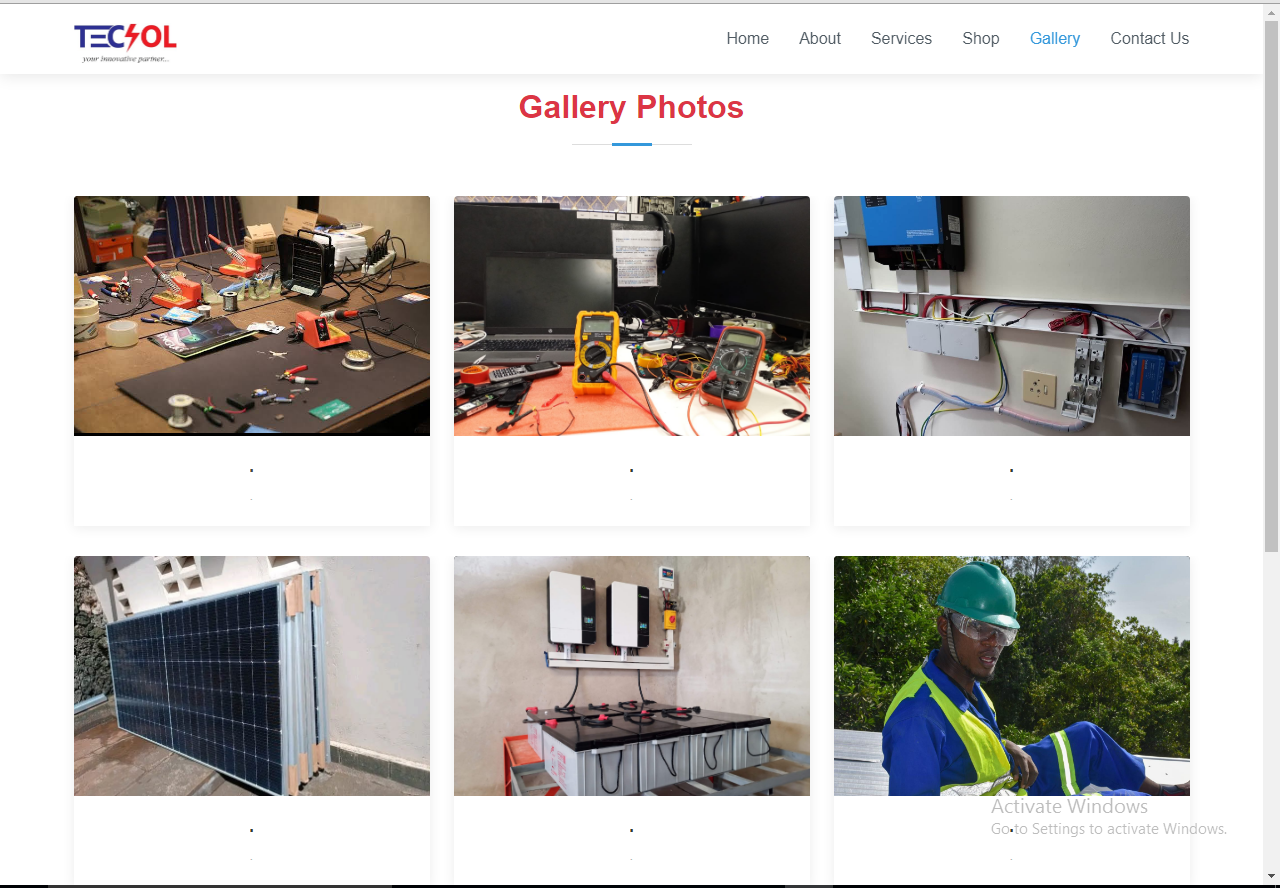 TECSOL
your innovative partner...
Home About Services Shop Gallery Contact Us
Gallery Photos
.
.
.
.
.
.
.
.
.
.
Activate Windows
Go to Settings to activate Windows.
.
.